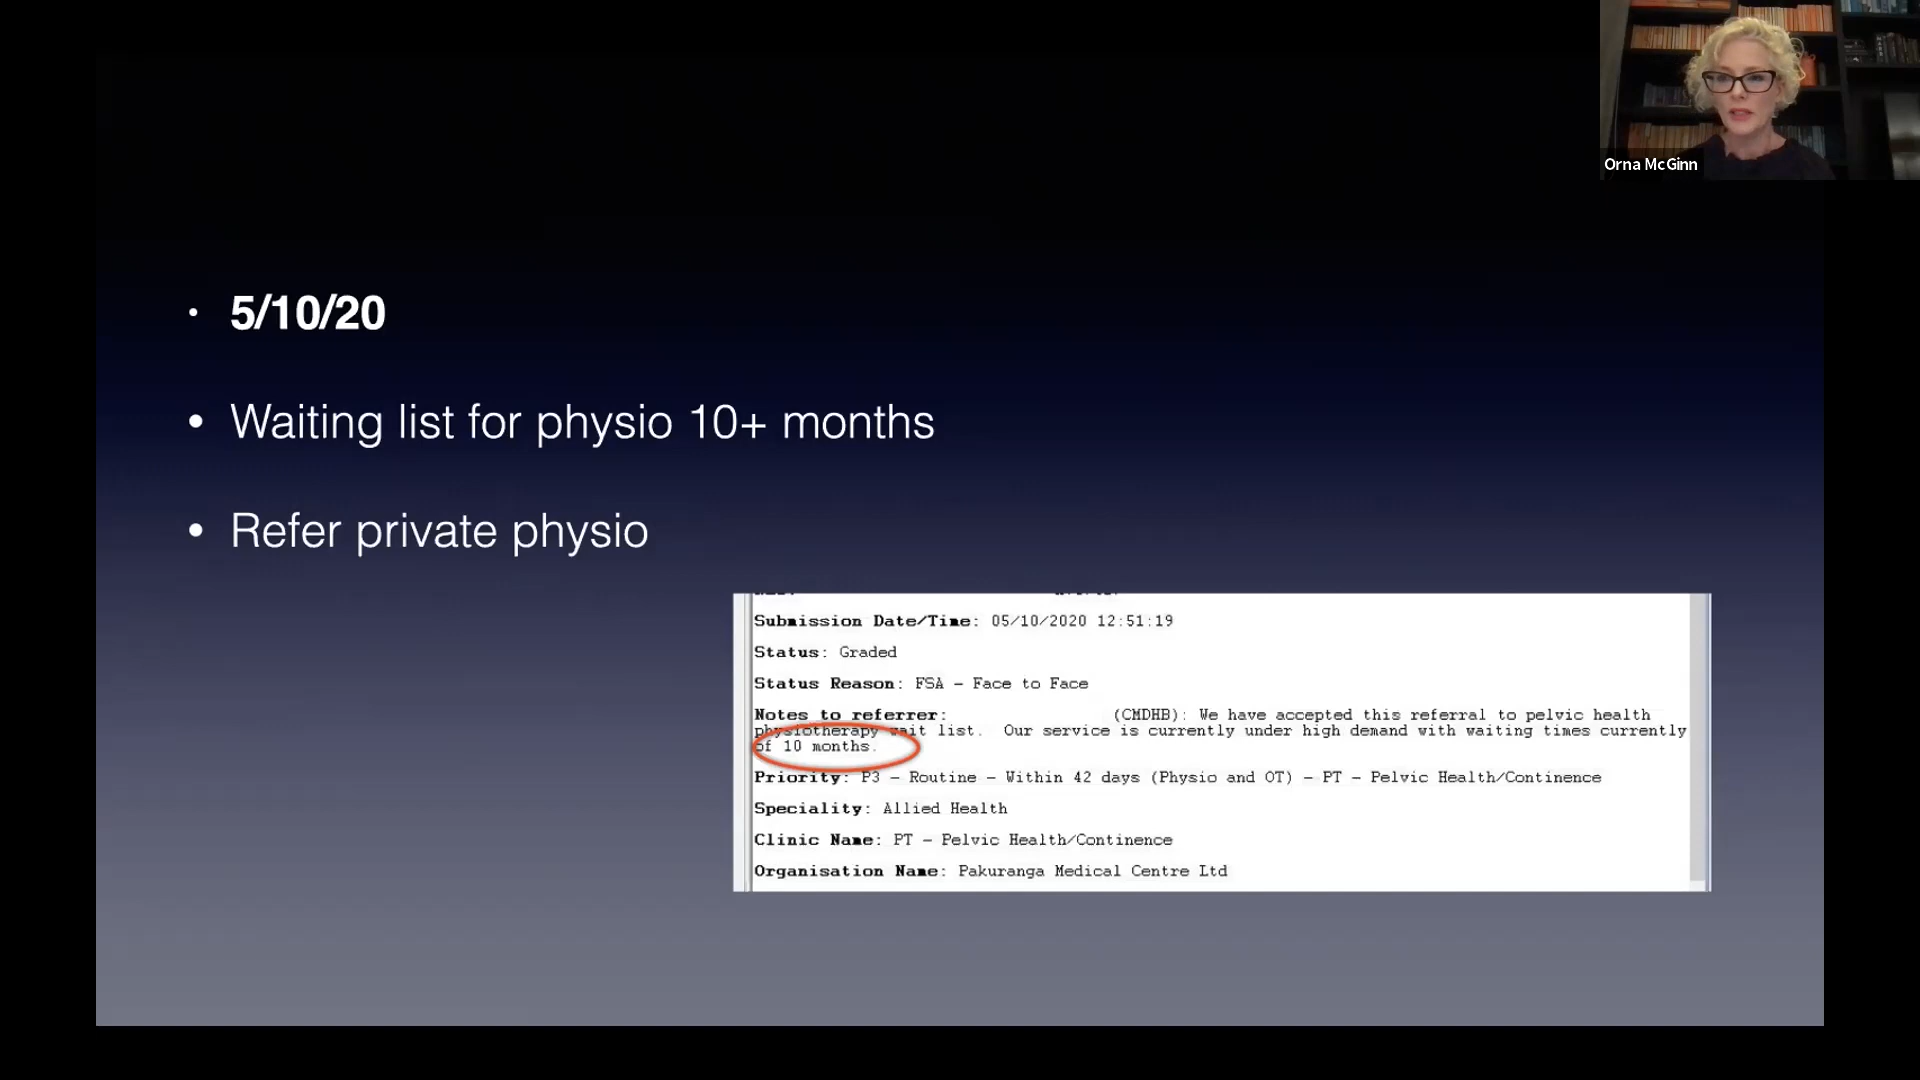 Orna McGinn
• 5/10/20
• Waiting list for physio 10+ months
• Refer private physio
Submission Date/Time: 05/10/2020 12:51:19
Status: Graded
Status Reason: FSA - Face to Face
Notes to referrer: (CMDHB): We have accepted this referral to pelvic health
physiotherapy wait list. Our service is currently under high demand with waiting times currently
of 10 months.
Priority: P3 - Routine - Within 42 days (Physio and OT) - PT - Pelvic Health/Continence
Speciality: Allied Health
Clinic Name: PT - Pelvic Health/Continence
Organisation Name: Pakuranga Medical Centre Ltd